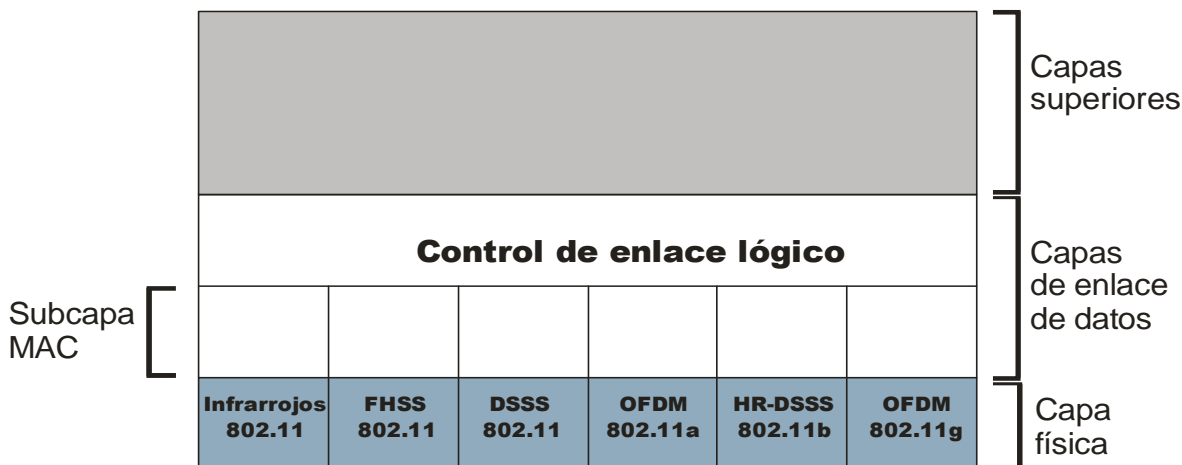 Capas
superiores
Control de enlace lógico
Capas
de enlace
de datos
Subcapa
MAC
Infrarrojos
802.11
FHSS
802.11
DSSS
802.11
OFDM
802.11a
HR-DSSS
802.11b
OFDM
802.11g
Capa
física